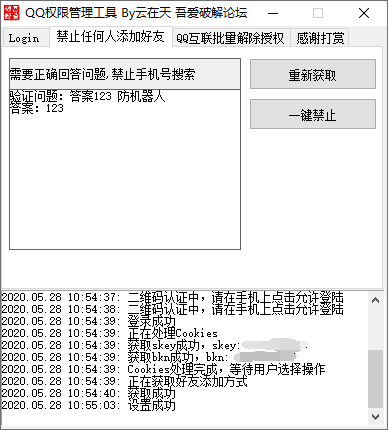 QQ权限管理工具 By云在天 吾爱破解论坛
Login 禁止任何人添加好友 QQ互联批量解除授权 感谢打赏
需要正确回答问题,禁止手机号搜索
重新获取
验证问题: 答案123 防机器人
答案: 123
一键禁止
2020.05.28 10:54:37: 二维码认证中，请在手机上点击允许登陆
2020.05.28 10:54:38: 二维码认证中，请在手机上点击允许登陆
2020.05.28 10:54:39: 登录成功
2020.05.28 10:54:39: 正在处理Cookies
2020.05.28 10:54:39: 获取skey成功，skey:
2020.05.28 10:54:39: 获取bkn成功，bkn:
2020.05.28 10:54:39: Cookies处理完成，等待用户选择操作
2020.05.28 10:54:39: 正在获取好友添加方式
2020.05.28 10:54:40: 获取成功
2020.05.28 10:55:03: 设置成功